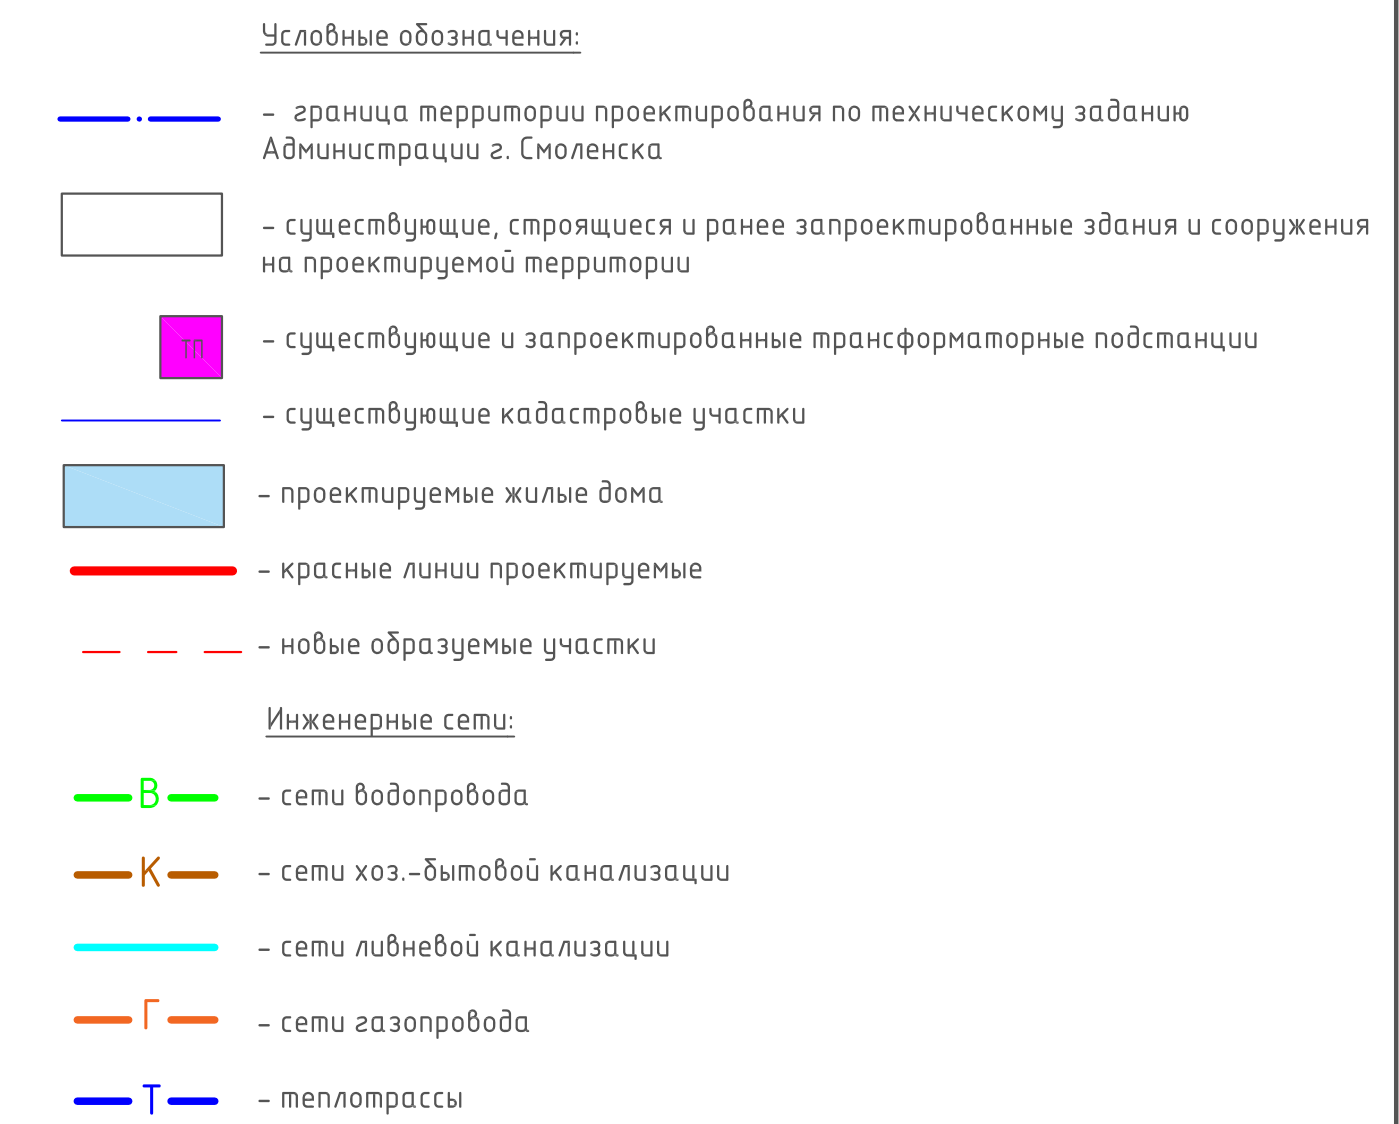 Условные обозначения:
- граница территории проектирования по техническому заданию
Администрации г. Смоленска
- существующие, строящиеся и ранее запроектированные здания и сооружения
на проектируемой территории
ТП
- существующие и запроектированные трансформаторные подстанции
- существующие кадастровые участки
- проектируемые жилые дома
- красные линии проектируемые
- новые образуемые участки
Инженерные сети:
В - сети водопровода
К - сети хоз.-бытовой канализации
- сети ливневой канализации
Г - сети газопровода
Т - теплотрассы